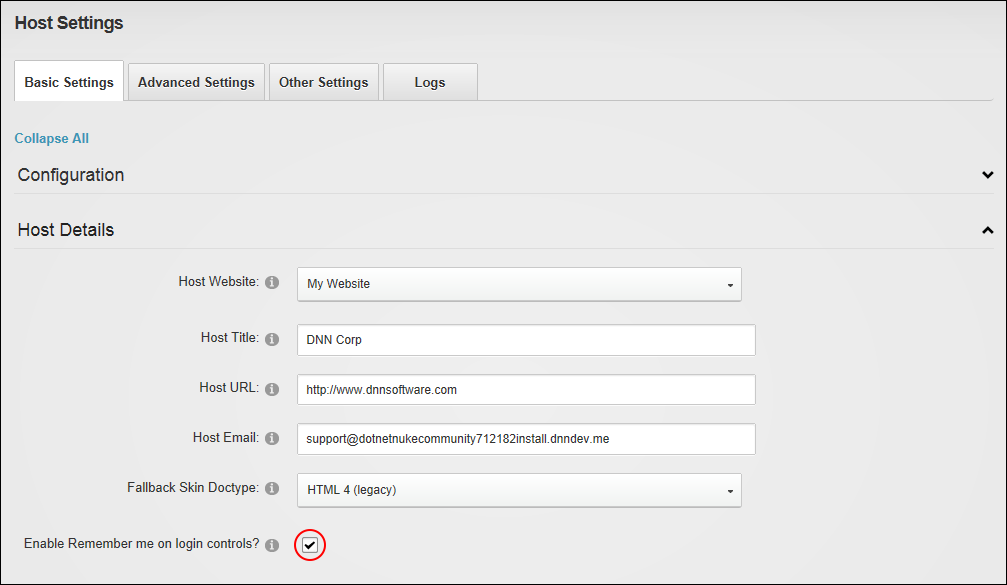 Host Settings
Basic Settings Advanced Settings Other Settings Logs
Collapse All
Configuration
Host Details
Host Website: My Website
Host Title: DNN Corp
Host URL: http://www.dnnsoftware.com
Host Email: support@dotnetnukecommunity712182install.dnndev.me
Fallback Skin Doctype: HTML 4 (legacy)
Enable Remember me on login controls?